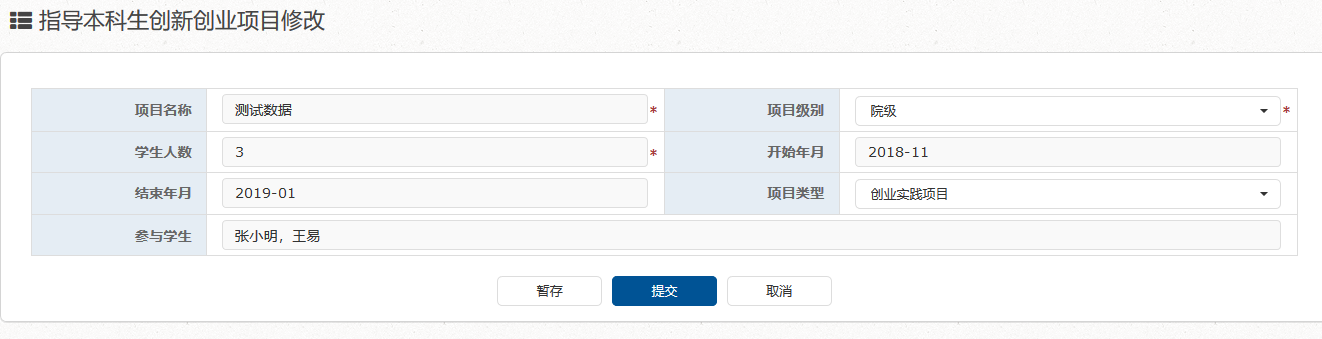 指导本科生创新创业项目修改
项目名称 测试数据 * 项目级别 院级 *
学生人数 3 * 开始年月 2018-11
结束年月 2019-01 项目类型 创业实践项目
参与学生 张小明，王易
暂存 提交 取消